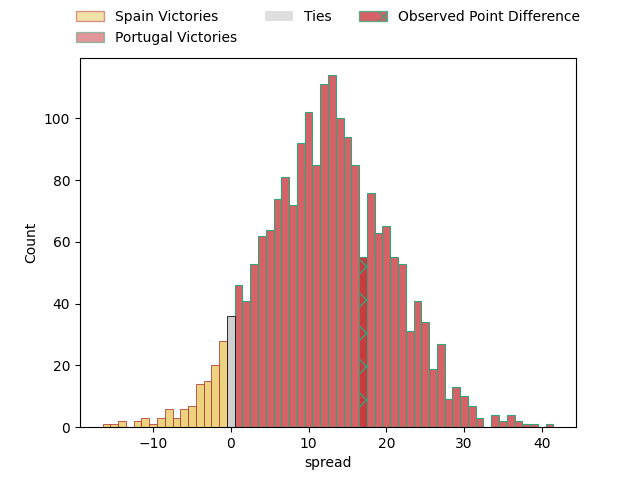 Spain Victories
Ties
Observed Point Difference
Portugal Victories
Count
100
80
60
40
20
0
−10
0
10
20
30
40
spread